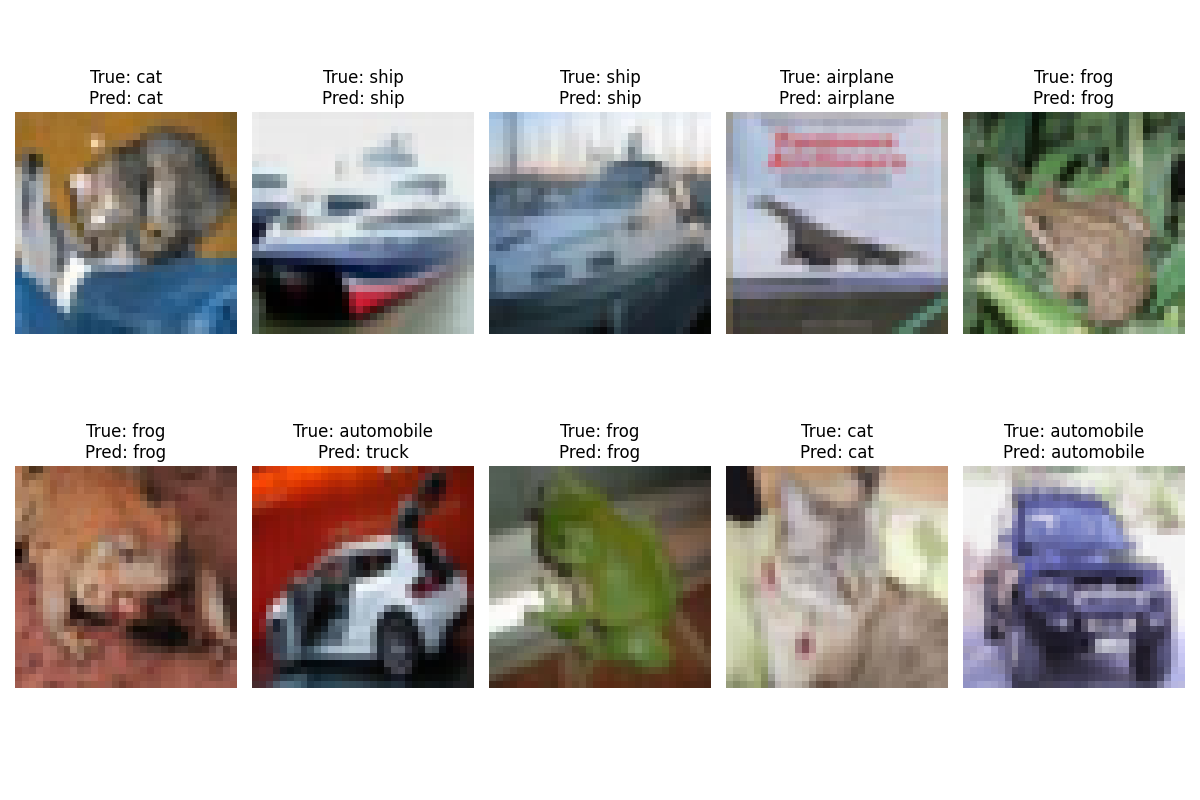 True: cat
Pred: cat
True: ship
Pred: ship
True: ship
Pred: ship
True: airplane
Pred: airplane
True: frog
Pred: frog
True: frog
Pred: frog
True: automobile
Pred: truck
True: frog
Pred: frog
True: cat
Pred: cat
True: automobile
Pred: automobile